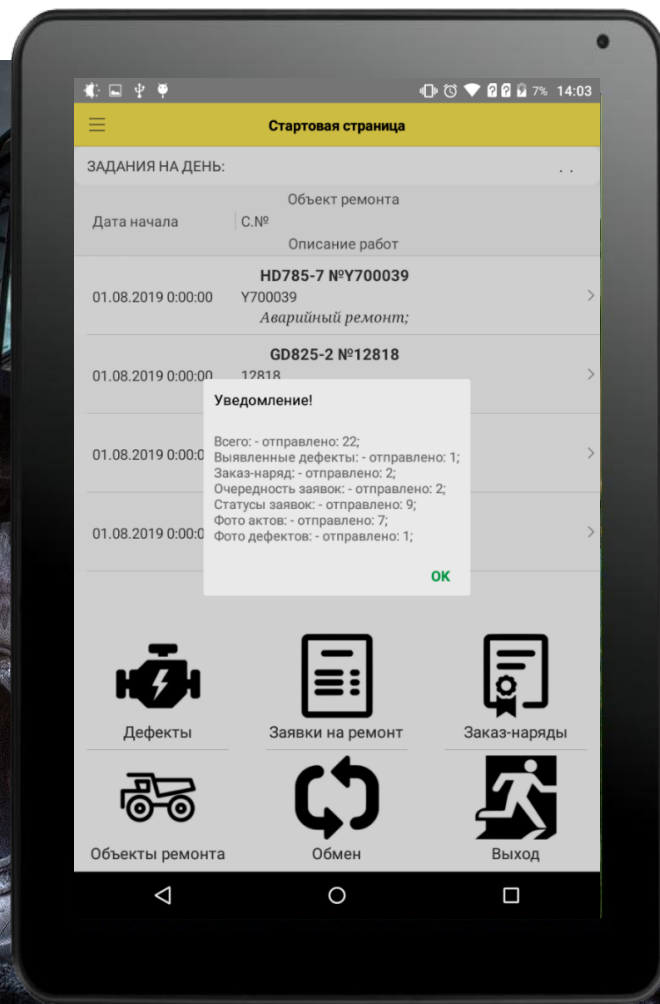 7% 14:03
Стартовая страница
ЗАДАНИЯ НА ДЕНЬ: . .
Объект ремонта
Дата начала С.№
Описание работ
HD785-7 №Y700039
01.08.2019 0:00:00 Y700039
Аварийный ремонт;
GD825-2 №12818
01.08.2019 0:00:00 12818
Уведомление!
Всего: - отправлено: 22;
01.08.2019 0:00:0 Выявленные дефекты: - отправлено: 1;
Заказ-наряд: - отправлено: 2;
Очередность заявок: - отправлено: 2;
Статусы заявок: - отправлено: 9;
Фото актов: - отправлено: 7;
01.08.2019 0:00:0 Фото дефектов: - отправлено: 1;
ОК
Дефекты Заявки на ремонт Заказ-наряды
Объекты ремонта Обмен Выход